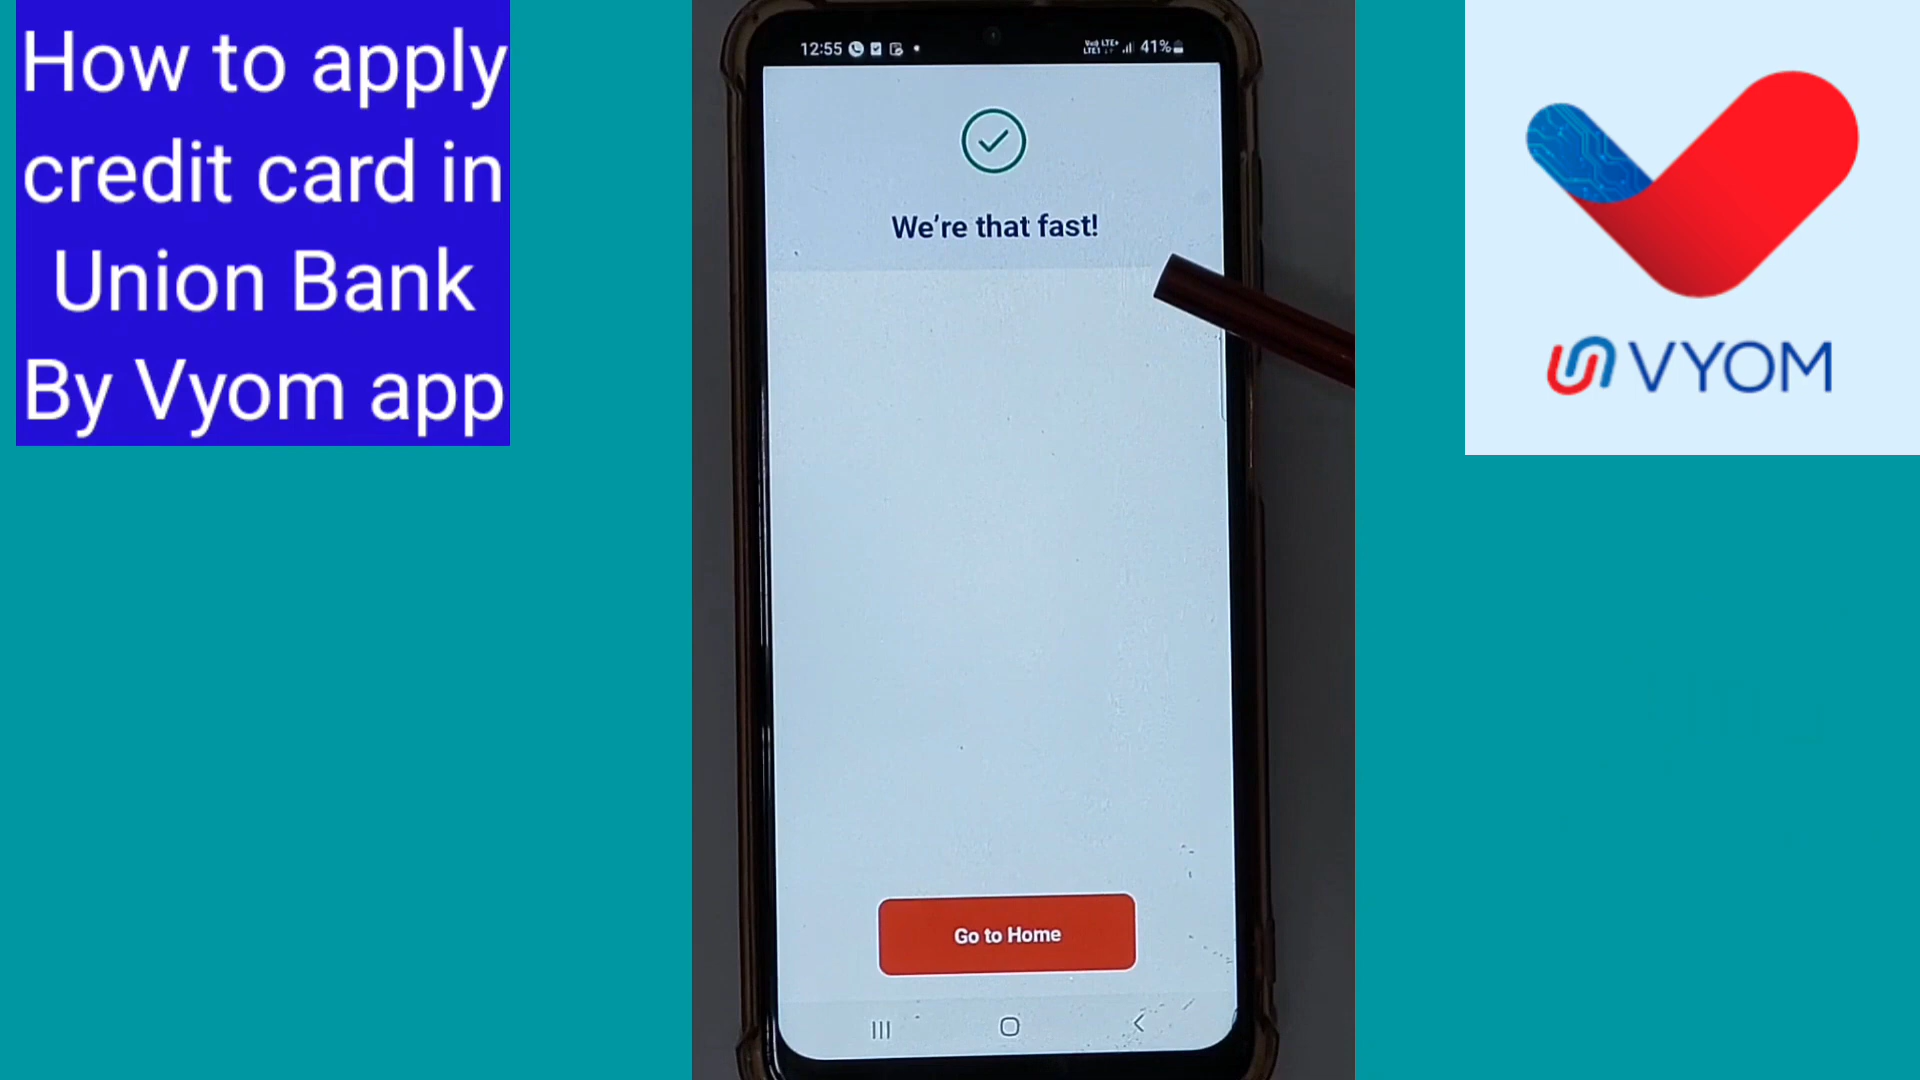 How to apply
credit card in
Union Bank
By Vyom app
12:55
41%
We're that fast!
Go to Home
VYOM